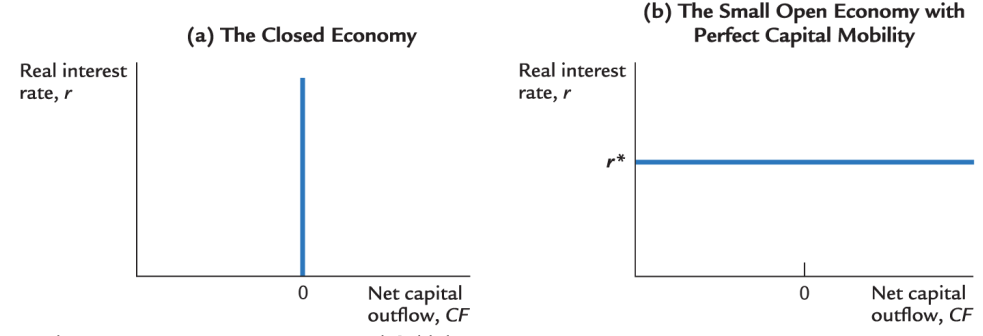 (a) The Closed Economy
Real interest
rate, r
0
Net capital
outflow, CF
(b) The Small Open Economy with
Perfect Capital Mobility
Real interest
rate, r
r*
0
Net capital
outflow, CF